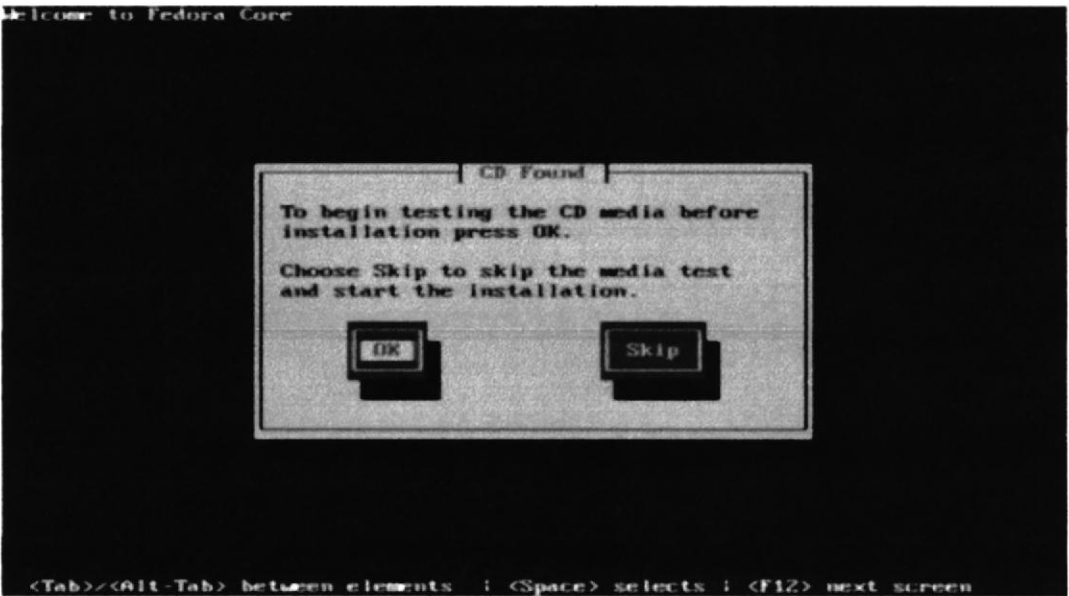 Welcome to Fedora Core
CD Found
To begin testing the CD media before
installation press OK.
Choose Skip to skip the media test
and start the installation.
OK
Skip
<Tab>/<Alt-Tab> between elements | <Space> selects | <F12> next screen